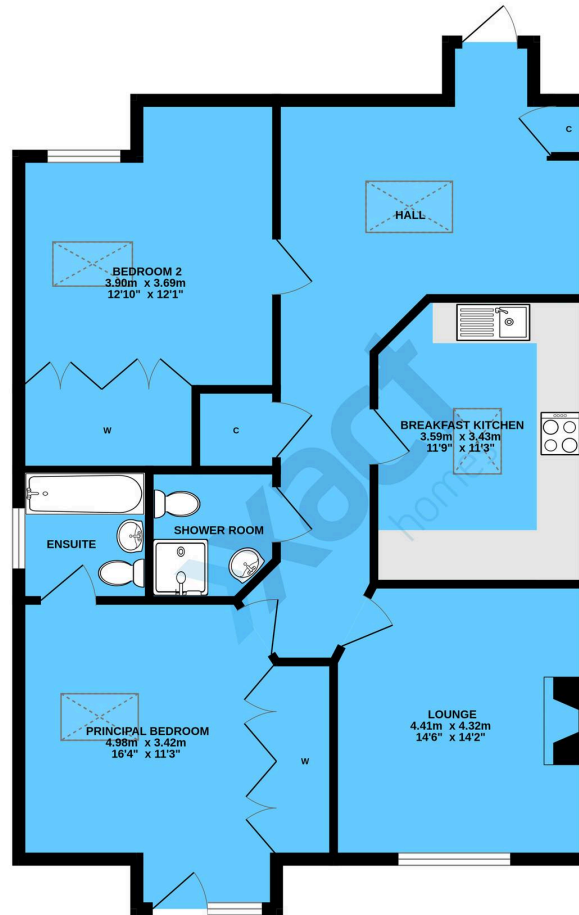 C
HALL
BEDROOM 2
3.90m x 3.69m
12'10" x 12'1"
W
C
BREAKFAST KITCHEN
3.59m x 3.43m
11'9" x 11'3"
ENSUITE
SHOWER ROOM
PRINCIPAL BEDROOM
4.98m x 3.42m
16'4" x 11'3"
W
LOUNGE
4.41m x 4.32m
14'6" x 14'2"
xact
homes